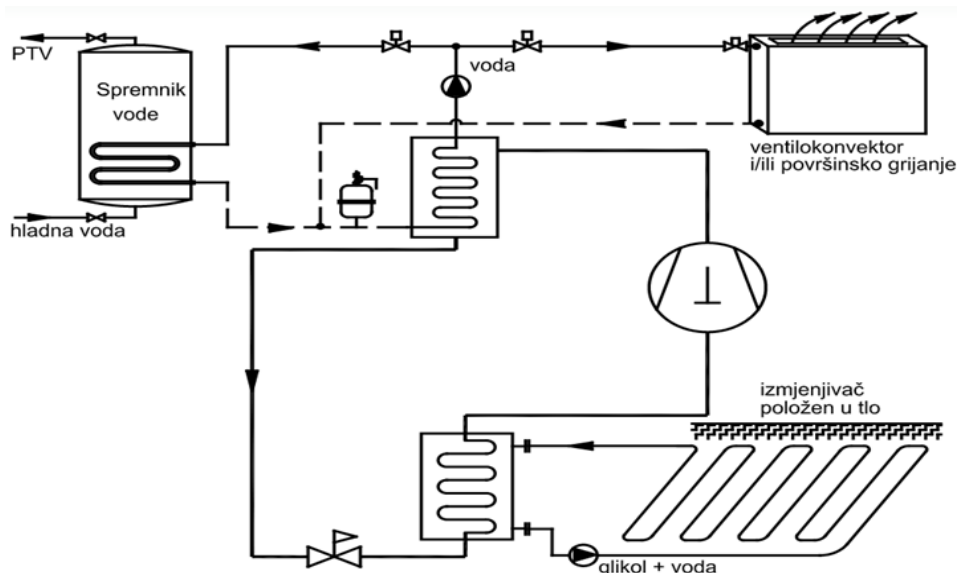 PTV
Spremnik
vode
hladna voda
voda
ventilokonvektor
i/ili površinsko grijanje
izmjenjivač
položen u tlo
glikol + voda